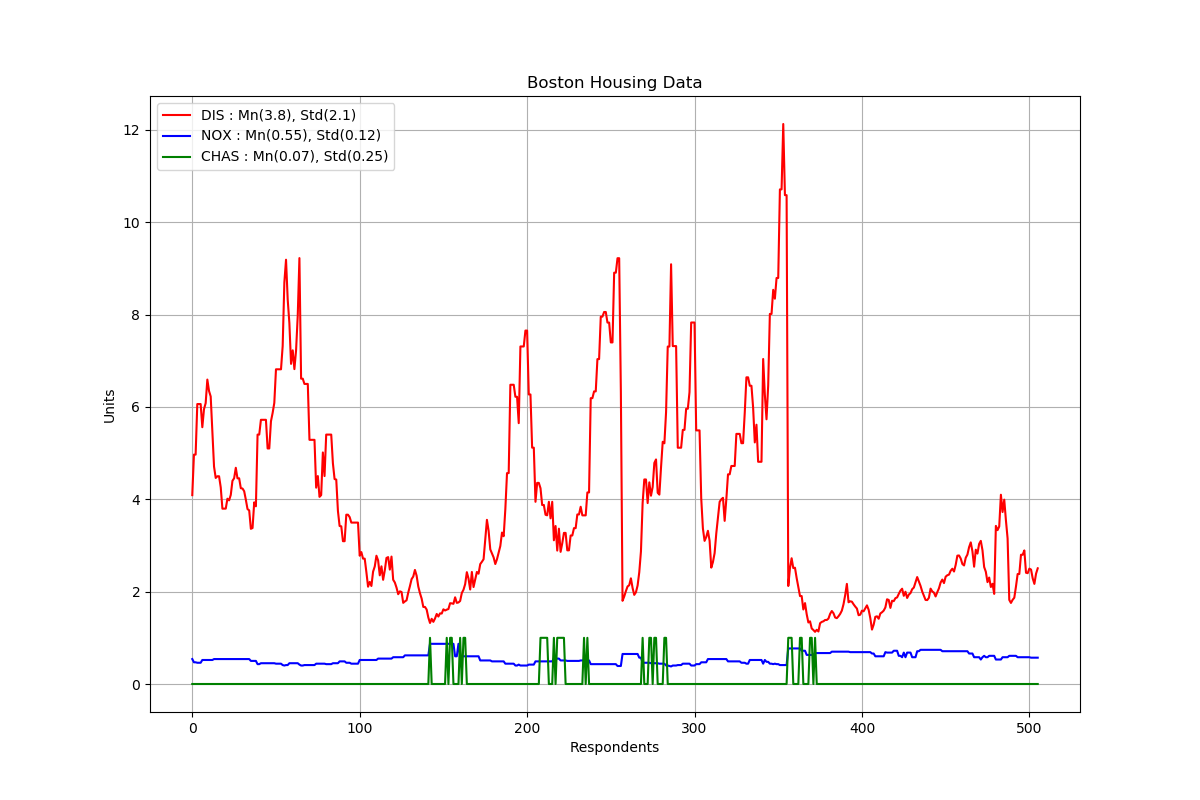 Boston Housing Data
DIS : Mn(3.8), Std(2.1)
NOX : Mn(0.55), Std(0.12)
CHAS : Mn(0.07), Std(0.25)
12
10
8
6
4
2
0
Units
0 100 200 300 400 500
Respondents